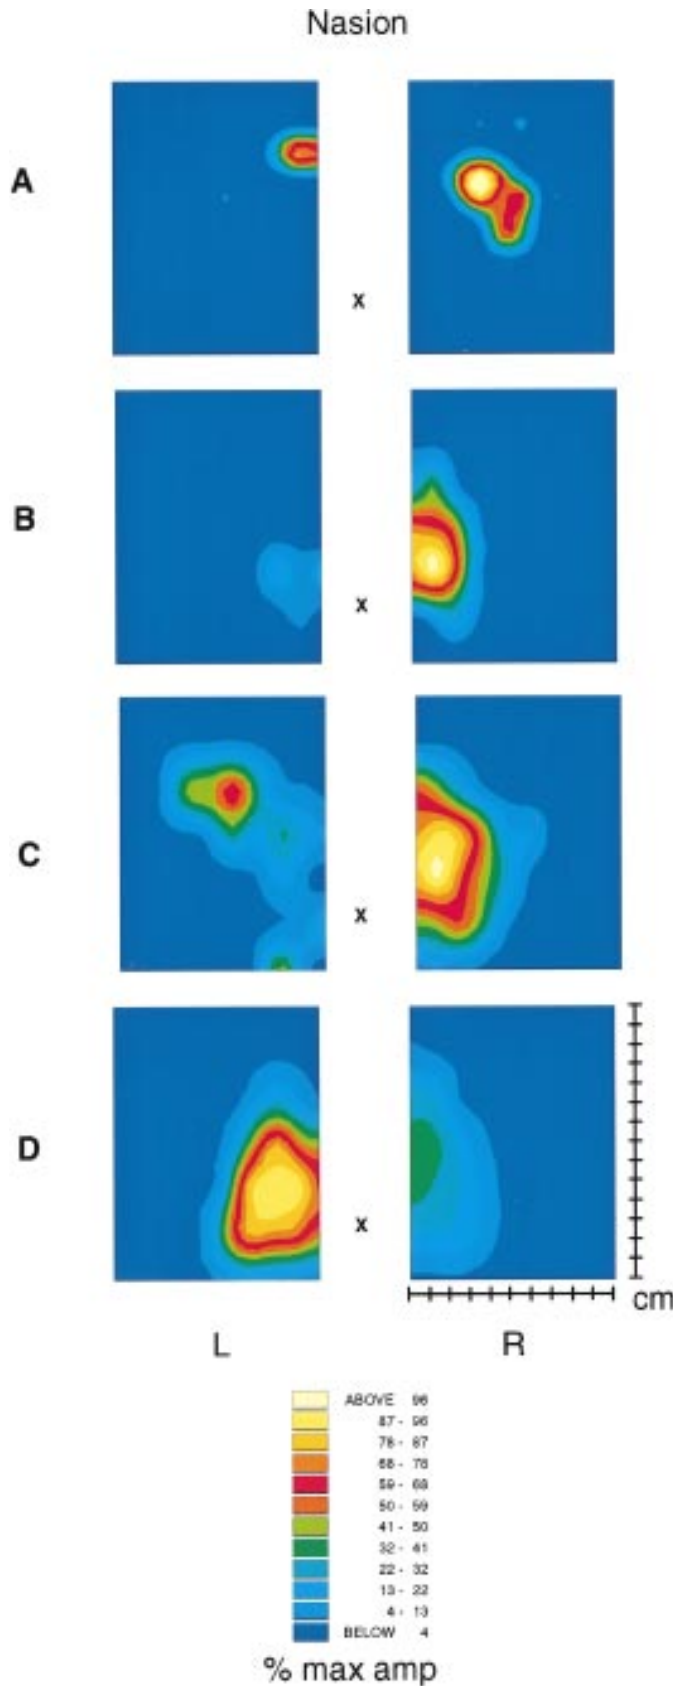 Nasion
A
x
B
x
C
x
D
x
cm
L R
ABOVE 96
87 - 96
78 - 87
68 - 78
59 - 68
50 - 59
41 - 50
32 - 41
22 - 32
13 - 22
4 - 13
BELOW 4
% max amp